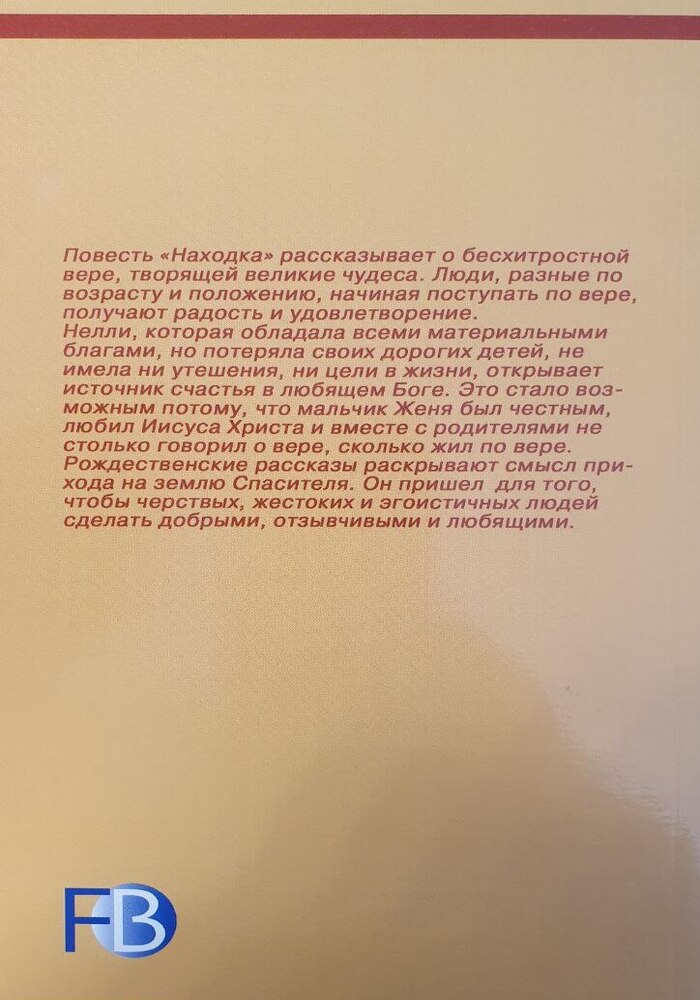 Повесть «Находка» рассказывает о бесхитростной
вере, творящей великие чудеса. Люди, разные по
возрасту и положению, начиная поступать по вере,
получают радость и удовлетворение.
Нелли, которая обладала всеми материальными
благами, но потеряла своих дорогих детей, не
имела ни утешения, ни цели в жизни, открывает
источник счастья в любящем Боге. Это стало воз-
можным потому, что мальчик Женя был честным,
любил Иисуса Христа и вместе с родителями не
столько говорил о вере, сколько жил по вере.
Рождественские рассказы раскрывают смысл при-
хода на землю Спасителя. Он пришел для того,
чтобы черствых, жестоких и эгоистичных людей
сделать добрыми, отзывчивыми и любящими.
FB